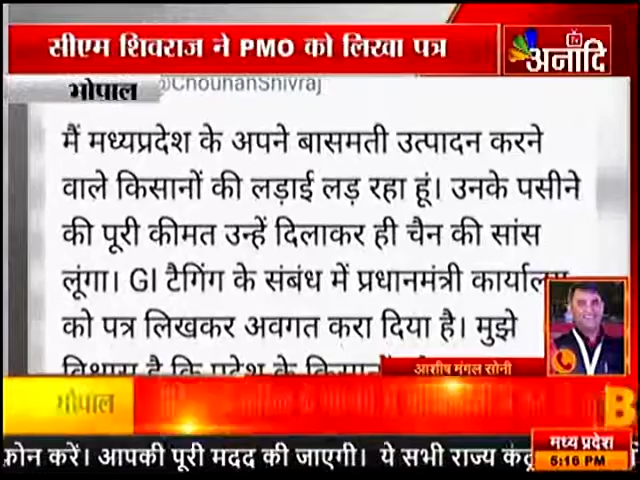 सीएम शिवराज ने PMO को लिखा पत्र
tv
अनादि
भोपाल
@ChouhanShivraj
मैं मध्यप्रदेश के अपने बासमती उत्पादन करने
वाले किसानों की लड़ाई लड़ रहा हूं। उनके पसीने
की पूरी कीमत उन्हें दिलाकर ही चैन की सांस
लूंगा। GI टैगिंग के संबंध में प्रधानमंत्री कार्यालय
को पत्र लिखकर अवगत करा दिया है। मुझे
विश्वास है कि प्रदेश के किसानों
आशीष मंगल सोनी
भोपाल
B
मध्य प्रदेश
5:16 PM
फ़ोन करें। आपकी पूरी मदद की जाएगी। ये सभी राज्य